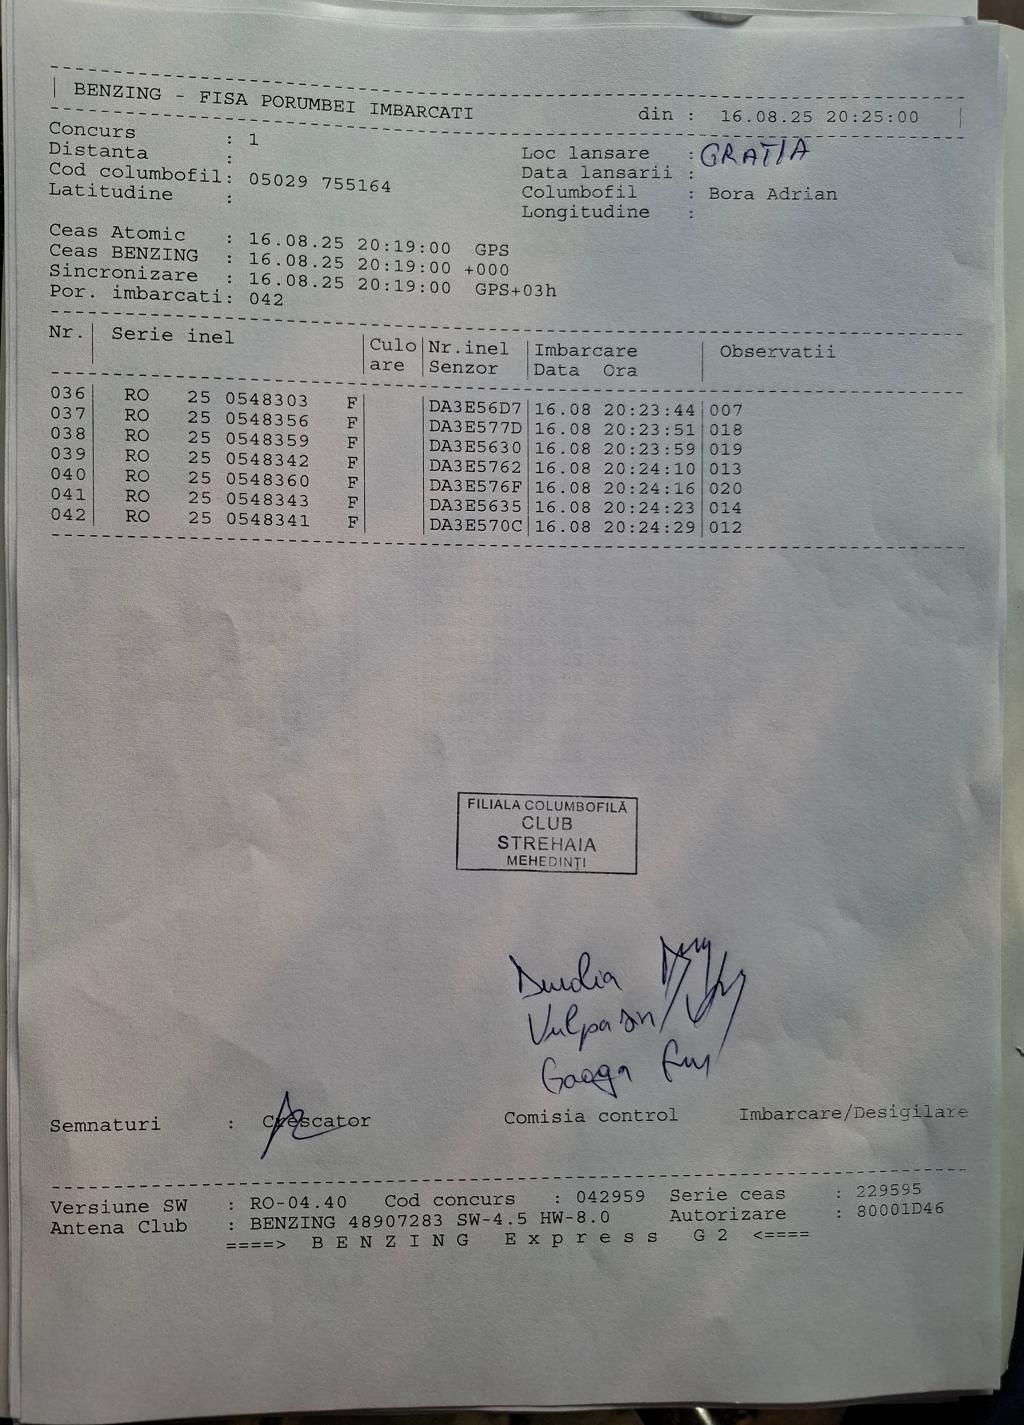 | BENZING - FISA PORUMBEI IMBARCATI din : 16.08.25 20:25:00 |
Concurs : 1 Loc lansare : GRATIA
Distanta : Data lansarii :
Cod columbofil: 05029 755164 Columbofil : Bora Adrian
Latitudine : Longitudine :
Ceas Atomic : 16.08.25 20:19:00 GPS
Ceas BENZING : 16.08.25 20:19:00 +000
Sincronizare : 16.08.25 20:19:00 GPS+03h
Por. imbarcati: 042
Nr.| Serie inel |Culo|Nr.inel |Imbarcare | Observatii
|are |Senzor |Data Ora |
036| RO 25 0548303 F| |DA3E56D7|16.08 20:23:44|007
037| RO 25 0548356 F| |DA3E577D|16.08 20:23:51|018
038| RO 25 0548359 F| |DA3E5630|16.08 20:23:59|019
039| RO 25 0548342 F| |DA3E5762|16.08 20:24:10|013
040| RO 25 0548360 F| |DA3E576F|16.08 20:24:16|020
041| RO 25 0548343 F| |DA3E5635|16.08 20:24:23|014
042| RO 25 0548341 F| |DA3E570C|16.08 20:24:29|012
FILIALA COLUMBOFILĂ
CLUB
STREHAIA
MEHEDINȚI
Semnaturi : Crescator Comisia control Imbarcare/Desigilare
Versiune SW : RO-04.40 Cod concurs : 042959 Serie ceas : 229595
Antena Club : BENZING 48907283 SW-4.5 HW-8.0 Autorizare : 80001D46
====> B E N Z I N G E x p r e s s G 2 <====